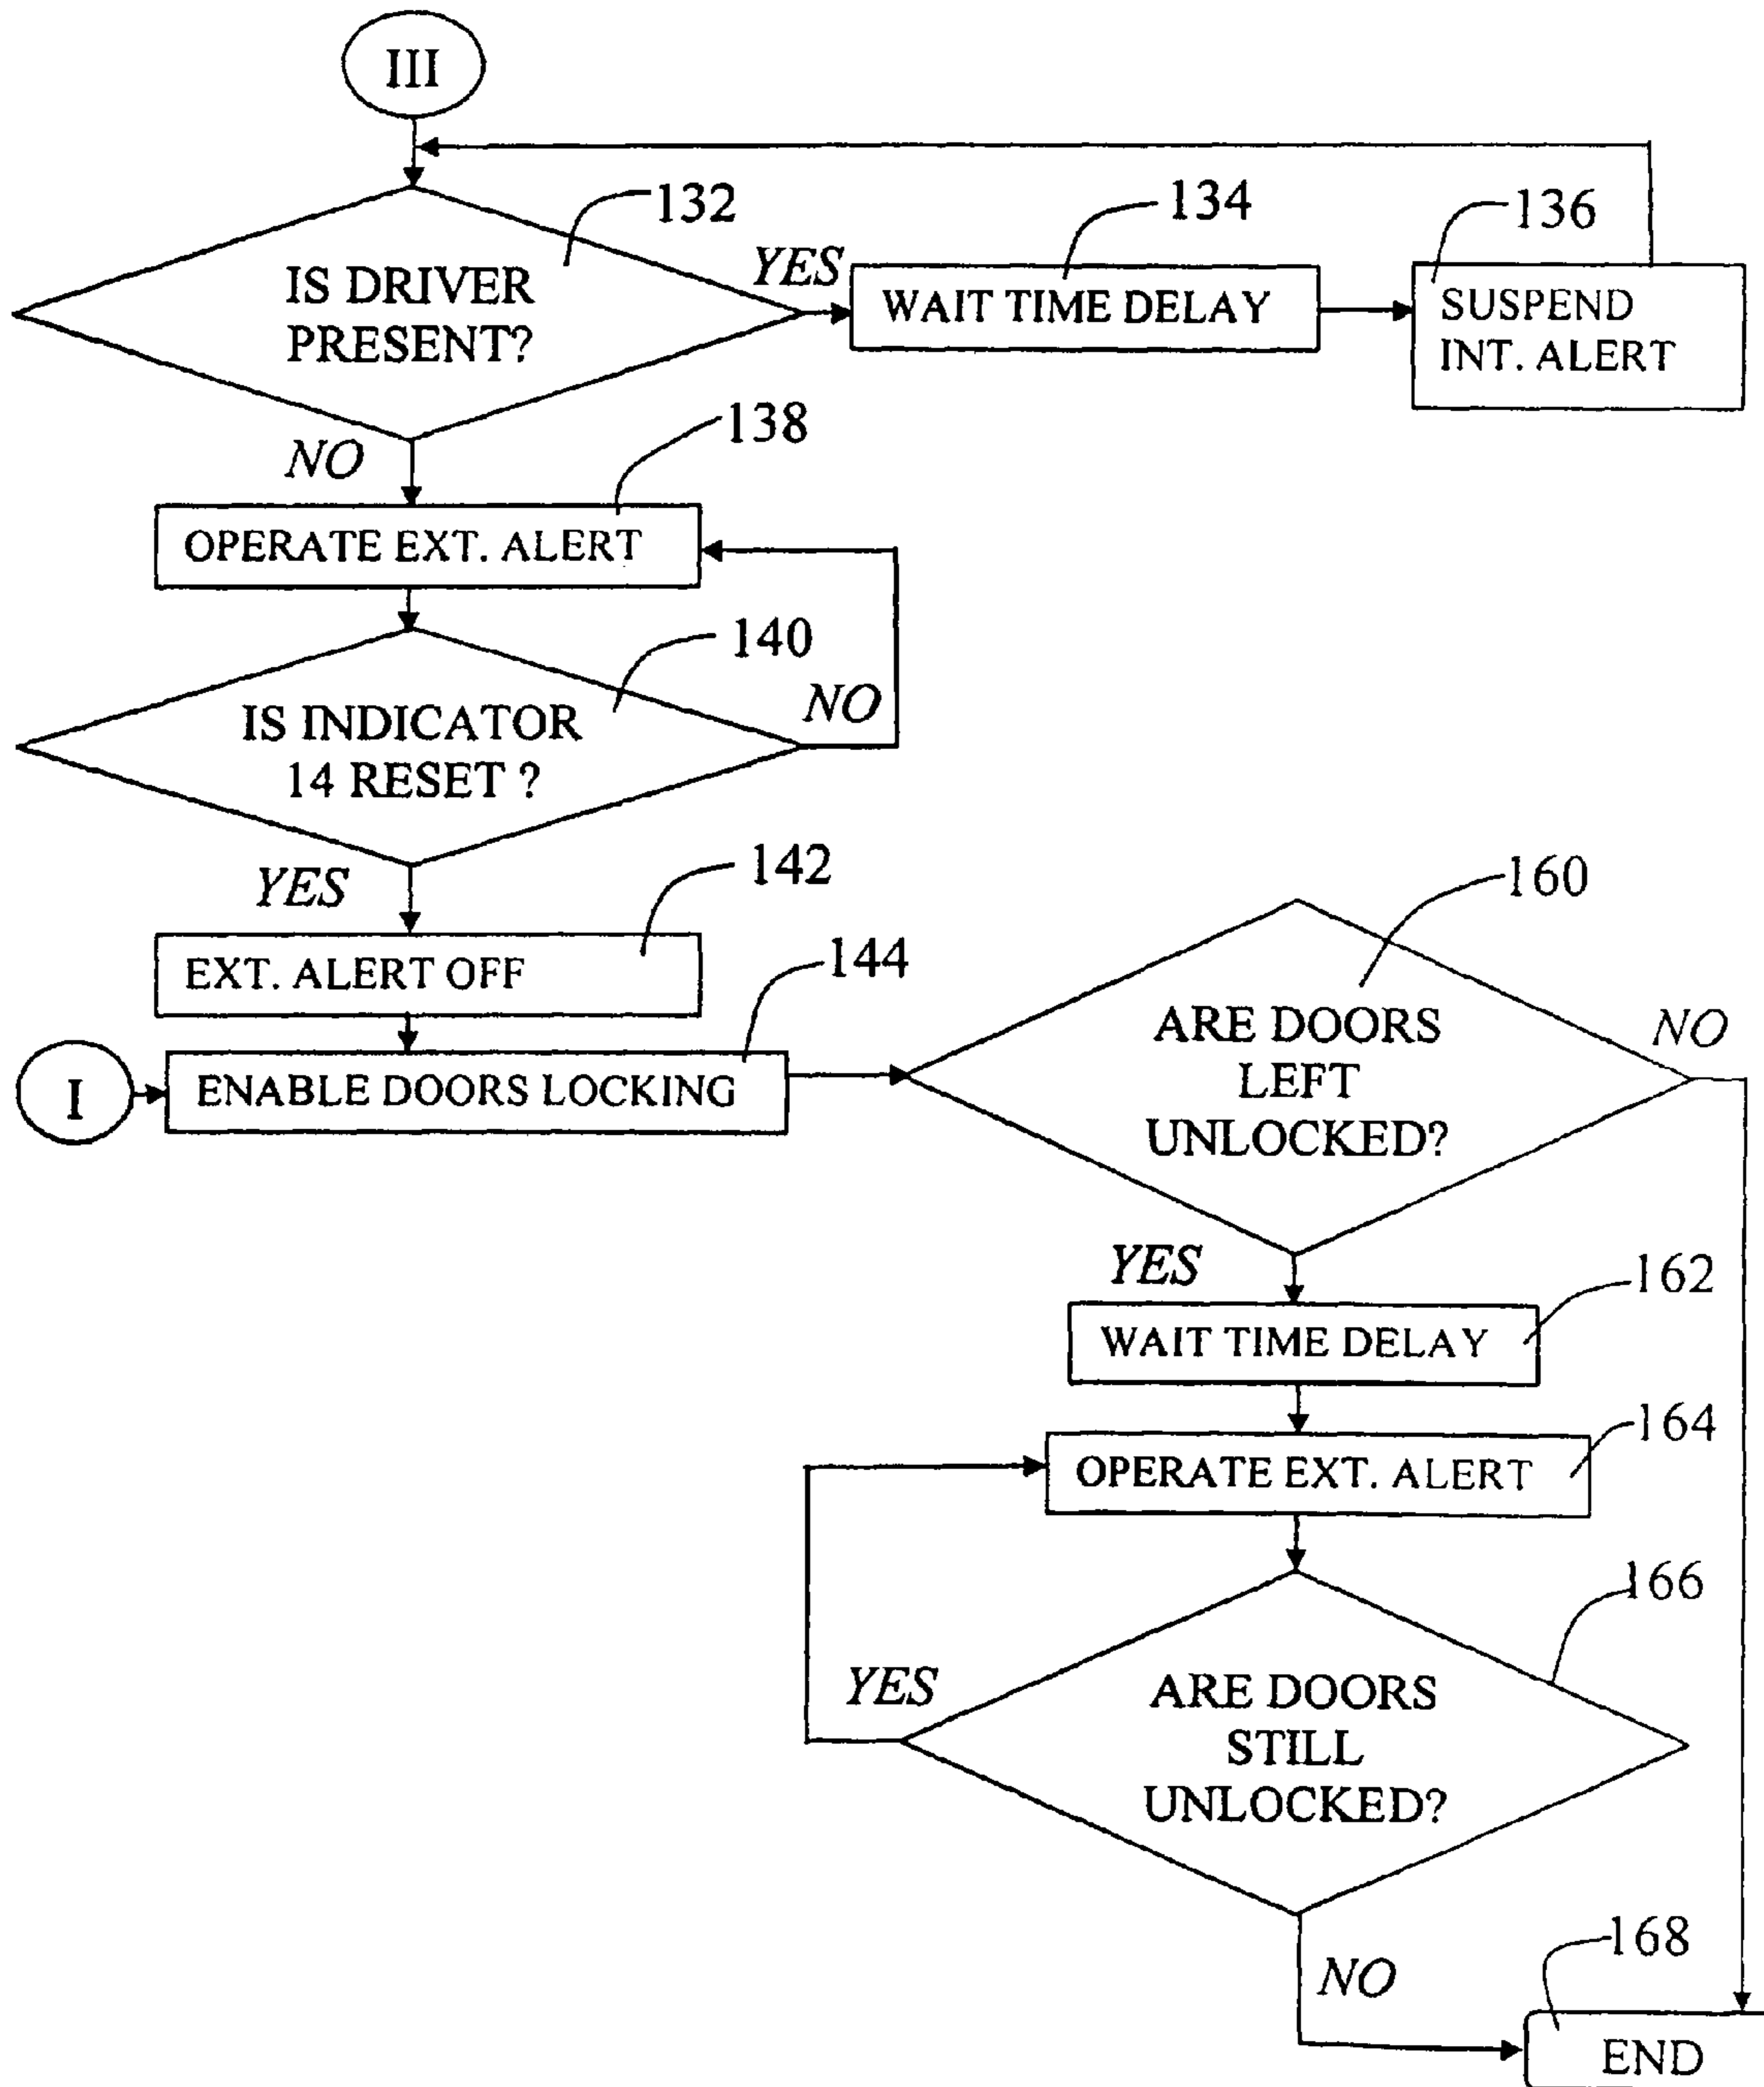 III
132
134
136
IS DRIVER
PRESENT?
YES
WAIT TIME DELAY
SUSPEND
INT. ALERT
NO
138
OPERATE EXT. ALERT
140
IS INDICATOR
14 RESET ?
NO
YES
142
EXT. ALERT OFF
144
I
ENABLE DOORS LOCKING
160
ARE DOORS
LEFT
UNLOCKED?
NO
YES
162
WAIT TIME DELAY
164
OPERATE EXT. ALERT
166
YES
ARE DOORS
STILL
UNLOCKED?
NO
168
END